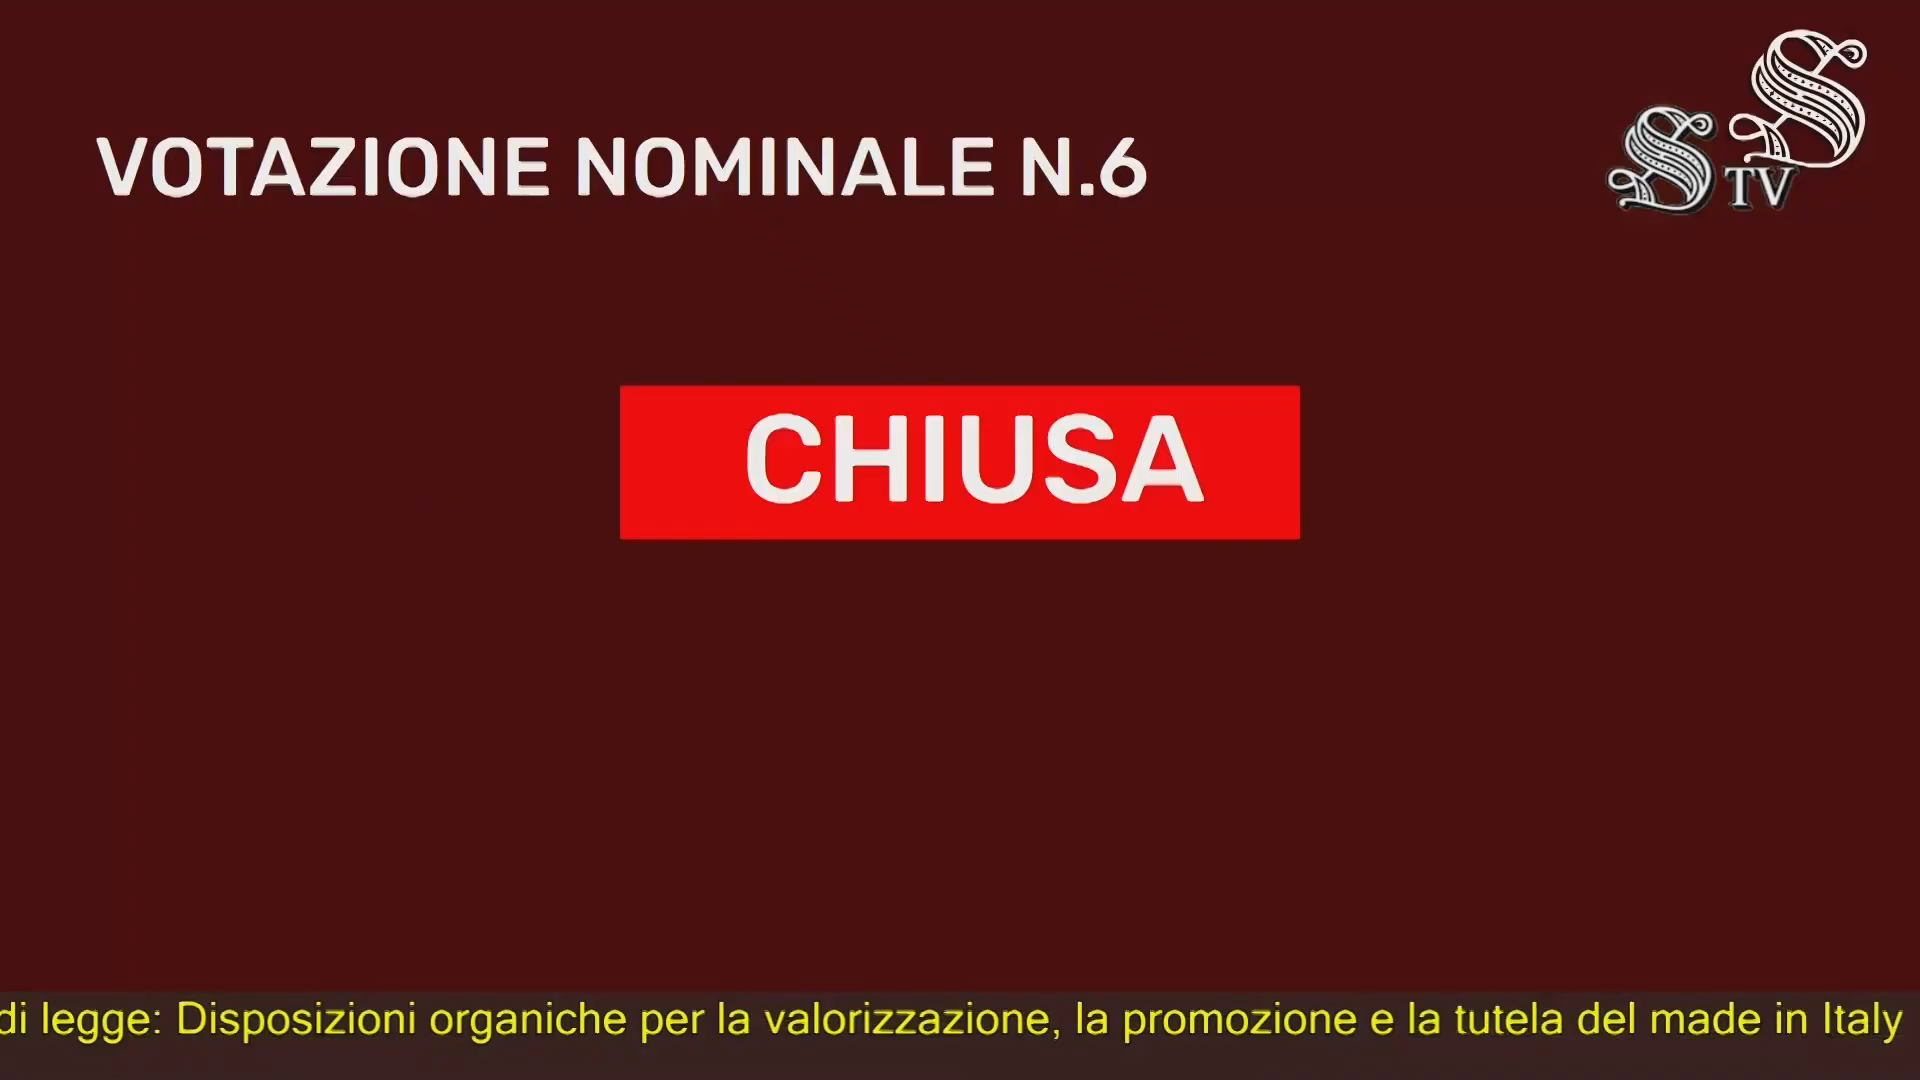 VOTAZIONE NOMINALE N.6
S
S TV
CHIUSA
di legge: Disposizioni organiche per la valorizzazione, la promozione e la tutela del made in Italy